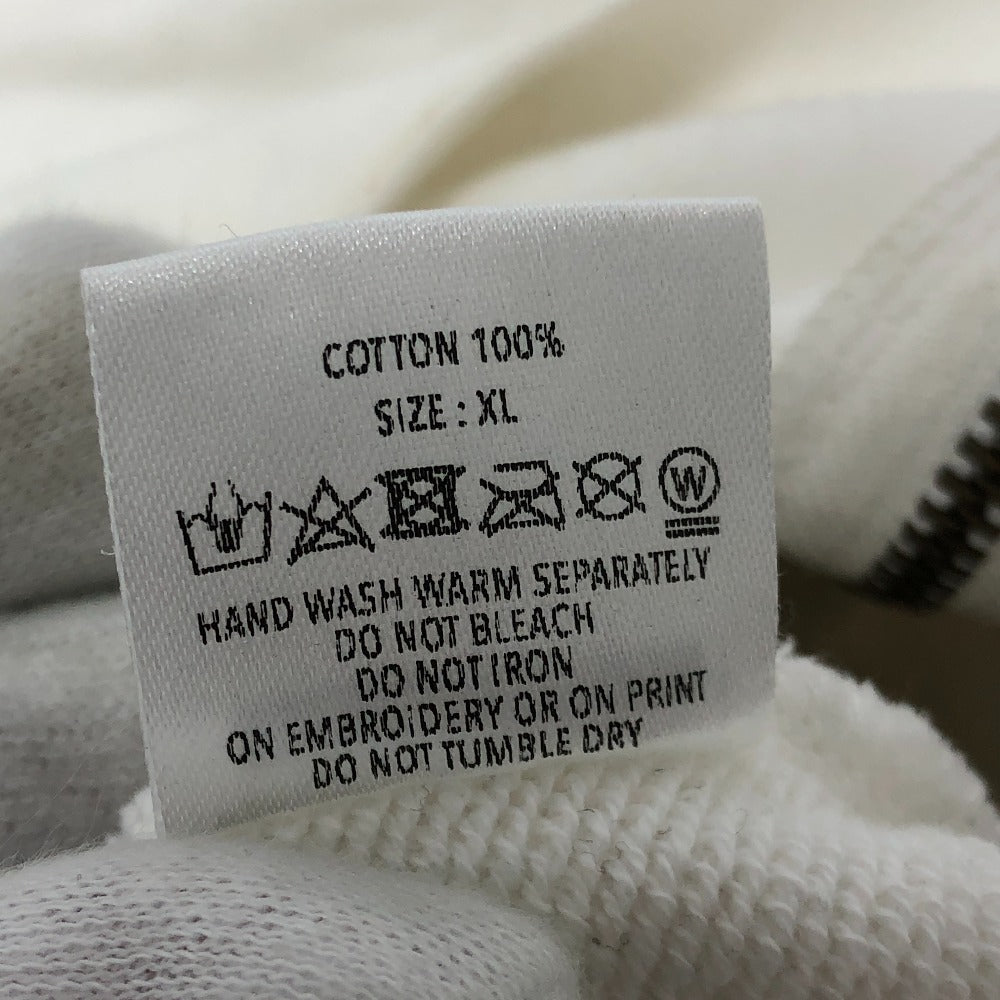 COTTON 100%
SIZE : XL
W
HAND WASH WARM SEPARATELY
DO NOT BLEACH
DO NOT IRON
ON EMBROIDERY OR ON PRINT
DO NOT TUMBLE DRY